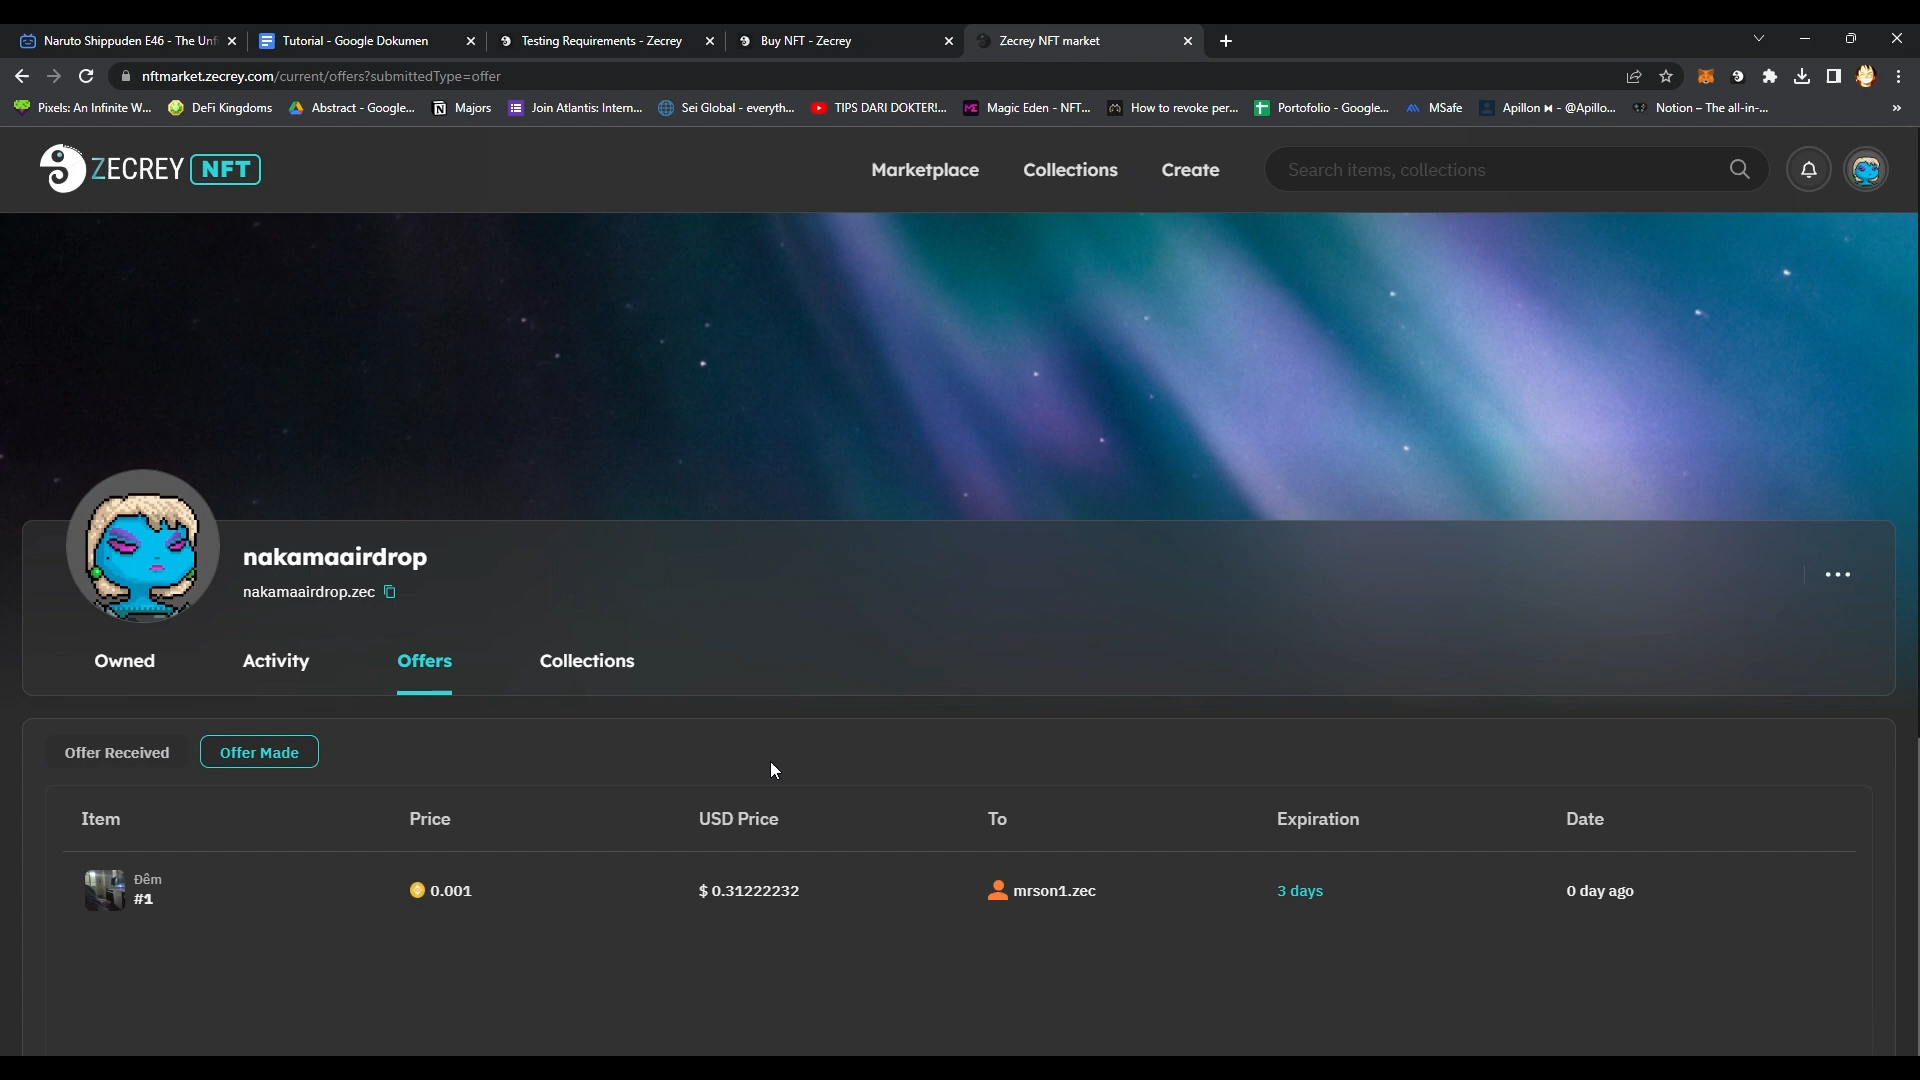 Naruto Shippuden E46 - The Unf
Tutorial - Google Dokumen
Testing Requirements - Zecrey
Buy NFT - Zecrey
Zecrey NFT market
nftmarket.zecrey.com/current/offers?submittedType=offer
Pixels: An Infinite W...
DeFi Kingdoms
Abstract - Google...
Majors
Join Atlantis: Intern...
Sei Global - everyth...
TIPS DARI DOKTER!...
Magic Eden - NFT...
How to revoke per...
Portofolio - Google...
MSafe
Apillon ⧓ - @Apillo...
Notion – The all-in-...
»
ZECREY NFT
Marketplace
Collections
Create
Search items, collections
nakamaairdrop
nakamaairdrop.zec
Owned
Activity
Offers
Collections
Offer Received
Offer Made
Item
Price
USD Price
To
Expiration
Date
Đêm
#1
0.001
$ 0.31222232
mrson1.zec
3 days
0 day ago